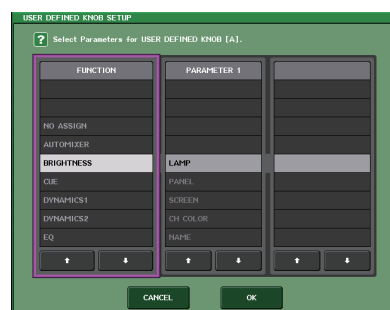 USER DEFINED KNOB SETUP
? Select Parameters for USER DEFINED KNOB [A].
FUNCTION
NO ASSIGN
AUTOMIXER
BRIGHTNESS
CUE
DYNAMICS1
DYNAMICS2
EQ
PARAMETER 1
LAMP
PANEL
SCREEN
CH COLOR
NAME
CANCEL
OK